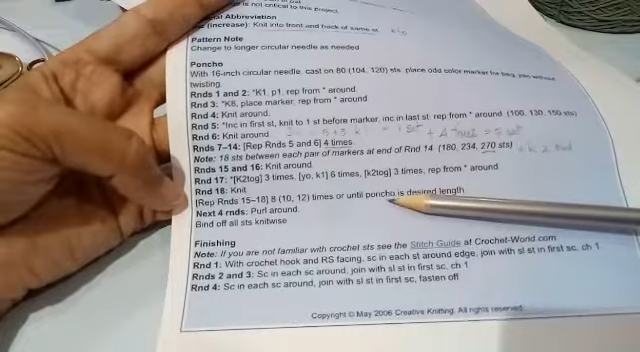 is not critical to this project.
Abbreviation
(increase): Knit into front and back of same st.
Pattern Note
Change to longer circular needle as needed
Poncho
With 16-inch circular needle, cast on 80 (104, 120) sts, place odd color marker for beg, join without
twisting.
Rnds 1 and 2: *K1, p1, rep from * around
Rnd 3: *K8, place marker, rep from * around
Rnd 4: Knit around.
Rnd 5: *Inc in first st, knit to 1 st before marker, inc in last st; rep from * around (100, 130, 150 sts)
Rnd 6: Knit around
Rnds 7–14: [Rep Rnds 5 and 6] 4 times.
Note: 18 sts between each pair of markers at end of Rnd 14 (180, 234, 270 sts)
Rnds 15 and 16: Knit around.
Rnd 17: *[K2tog] 3 times, [yo, k1] 6 times, [k2tog] 3 times, rep from * around
Rnd 18: Knit
[Rep Rnds 15–18] 8 (10, 12) times or until poncho is desired length
Next 4 rnds: Purl around.
Bind off all sts knitwise
Finishing
Note: If you are not familiar with crochet sts see the Stitch Guide at Crochet-World.com
Rnd 1: With crochet hook and RS facing, sc in each st around edge, join with sl st in first sc, ch 1
Rnds 2 and 3: Sc in each sc around, join with sl st in first sc, ch 1
Rnd 4: Sc in each sc around, join with sl st in first sc, fasten off
Copyright © May 2006 Creative Knitting. All rights reserved